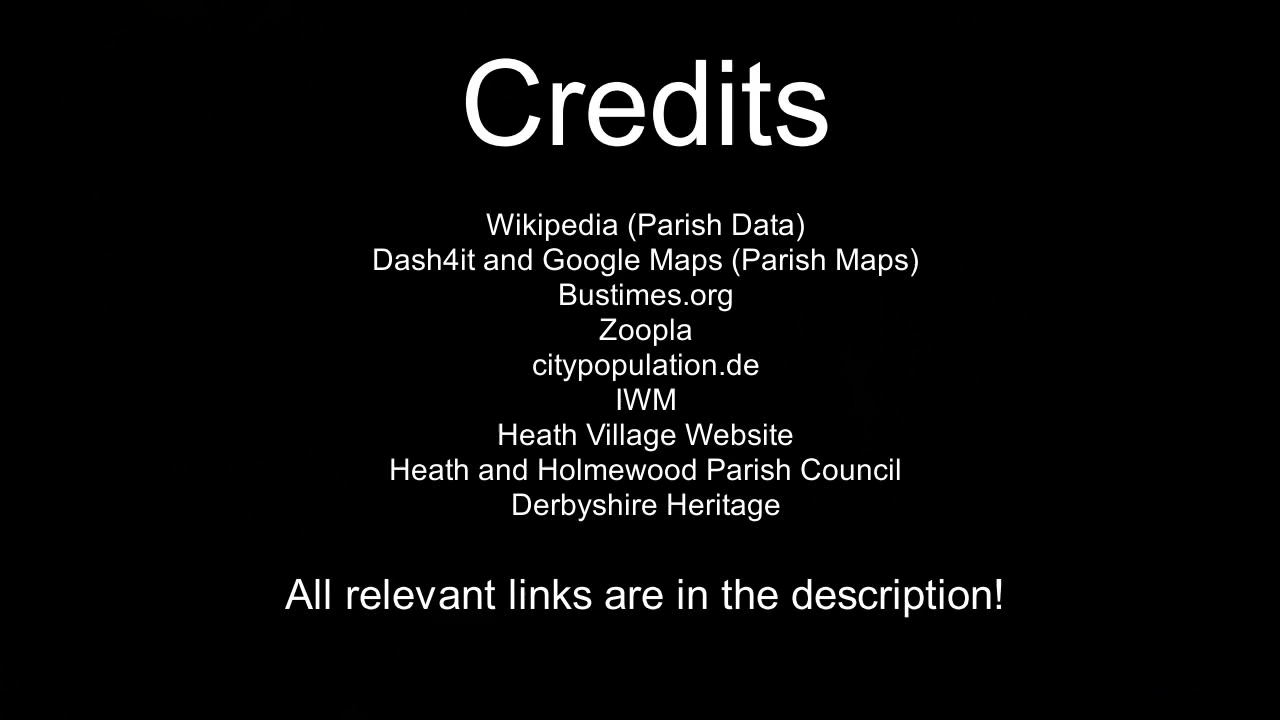 Credits
Wikipedia (Parish Data)
Dash4it and Google Maps (Parish Maps)
Bustimes.org
Zoopla
citypopulation.de
IWM
Heath Village Website
Heath and Holmewood Parish Council
Derbyshire Heritage
All relevant links are in the description!